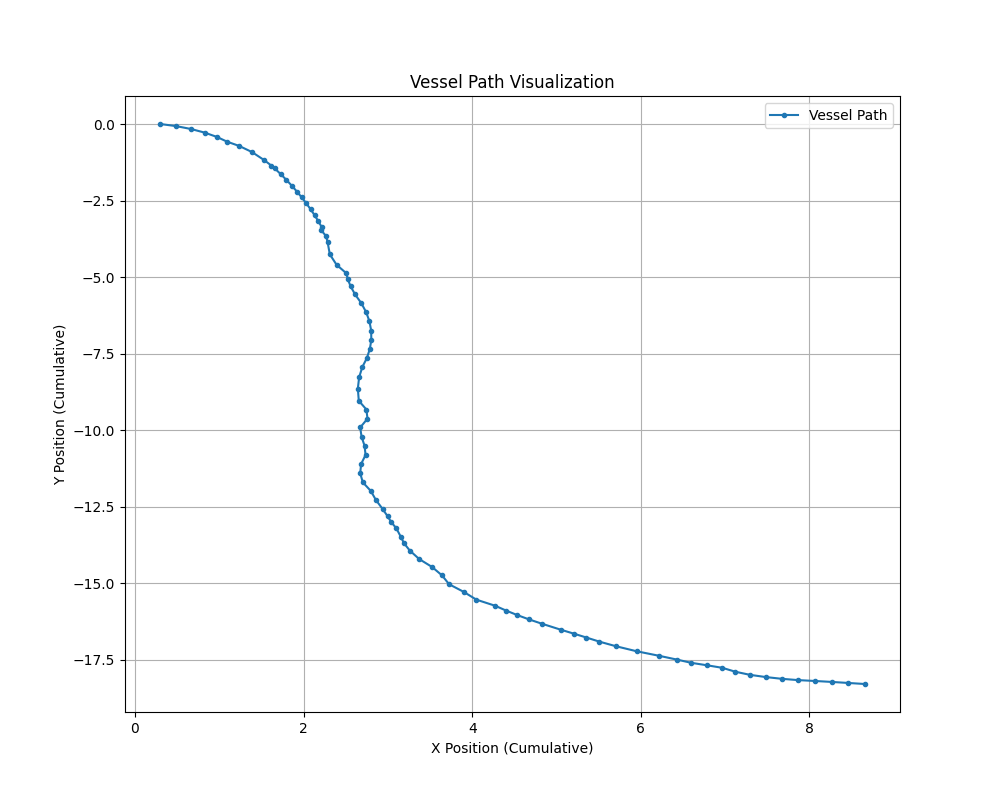 Vessel Path Visualization
Vessel Path
Y Position (Cumulative)
0.0
−2.5
−5.0
−7.5
−10.0
−12.5
−15.0
−17.5
0 2 4 6 8
X Position (Cumulative)